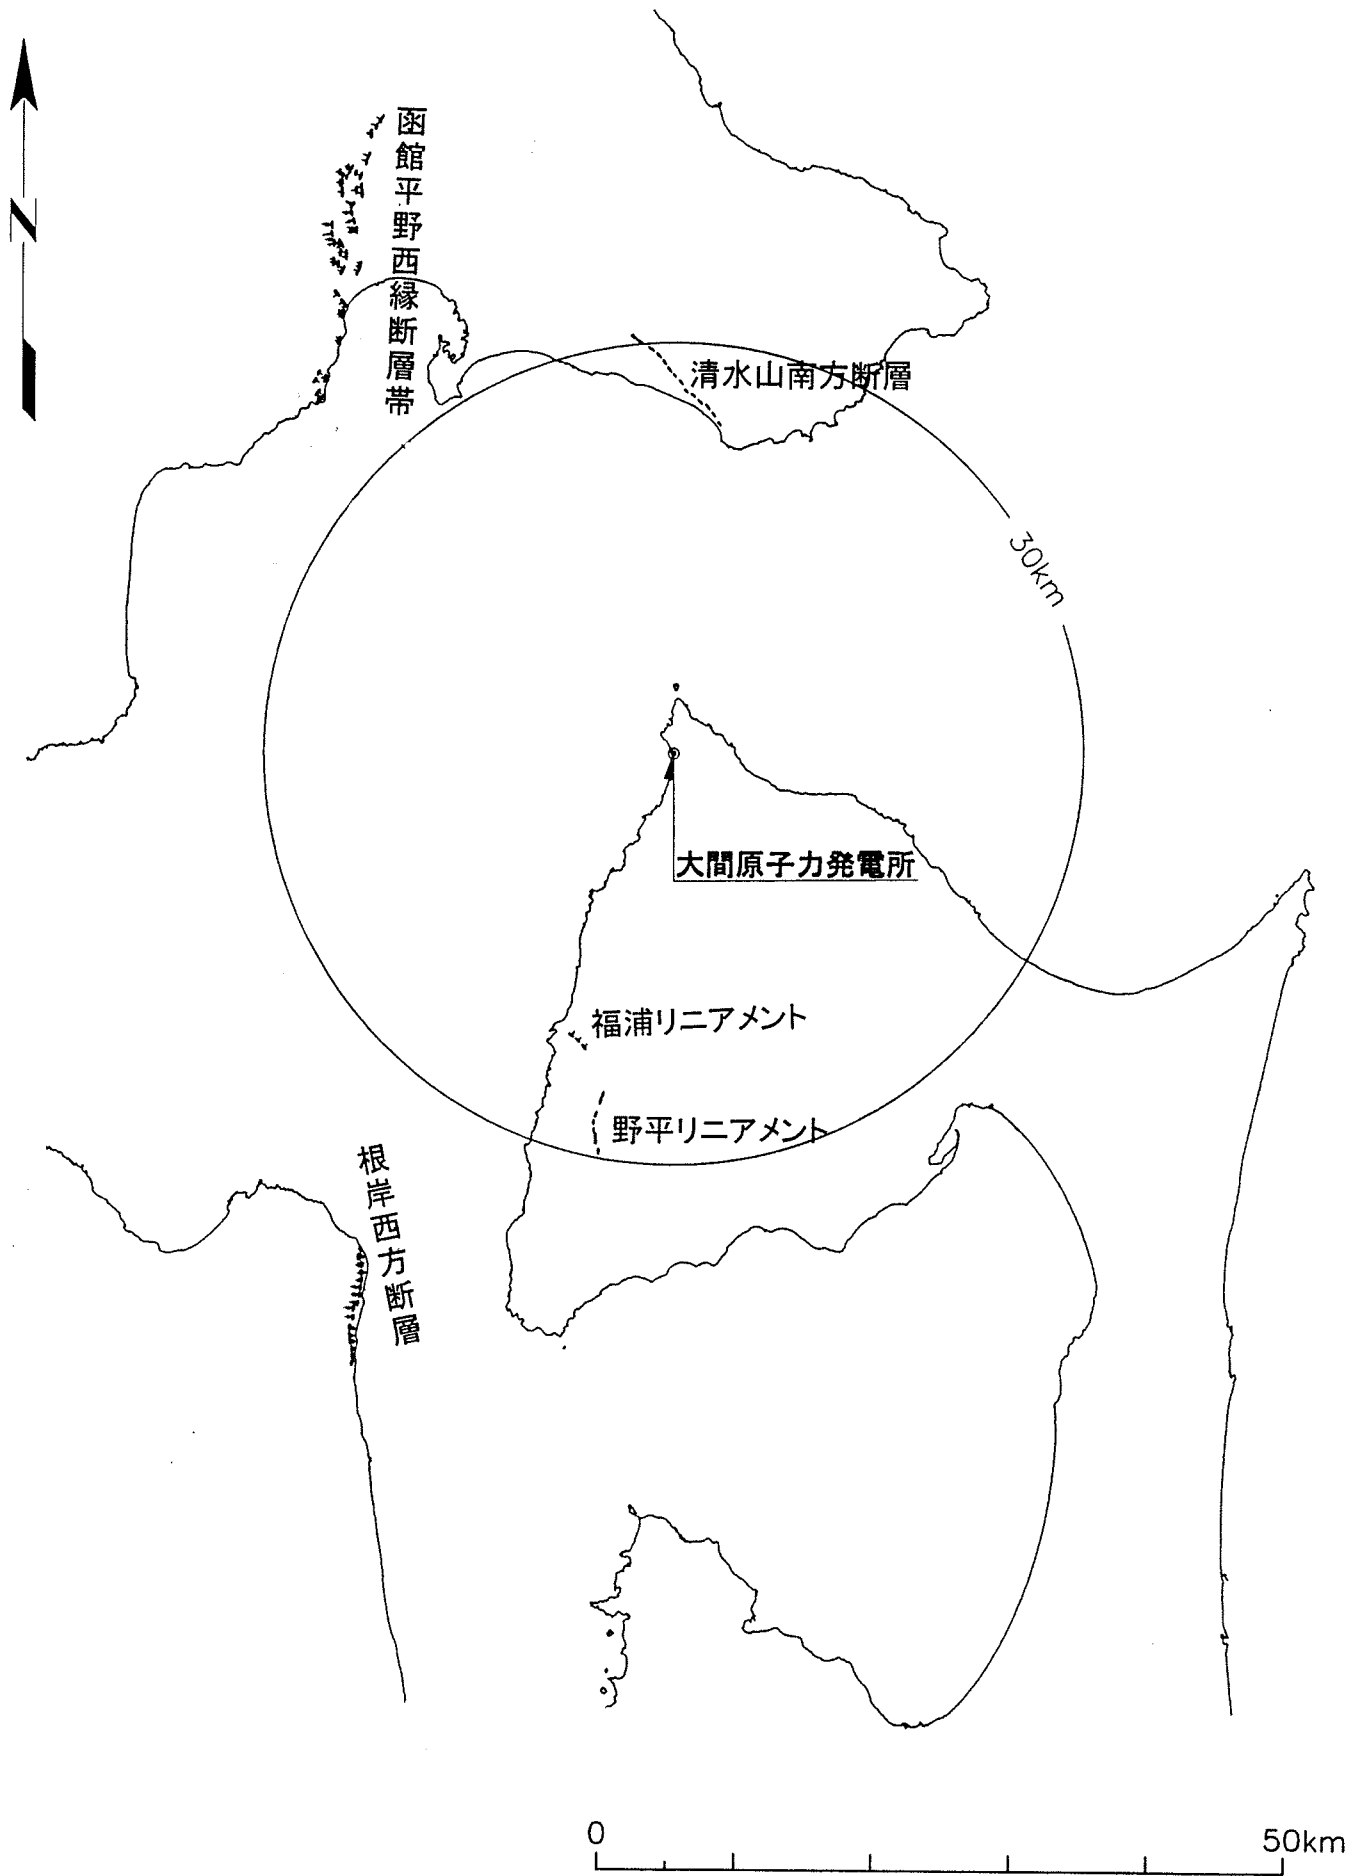 N
函館平野西縁断層帯
清水山南方断層
30km
大間原子力発電所
福浦リニアメント
野平リニアメント
根岸西方断層
0
50km